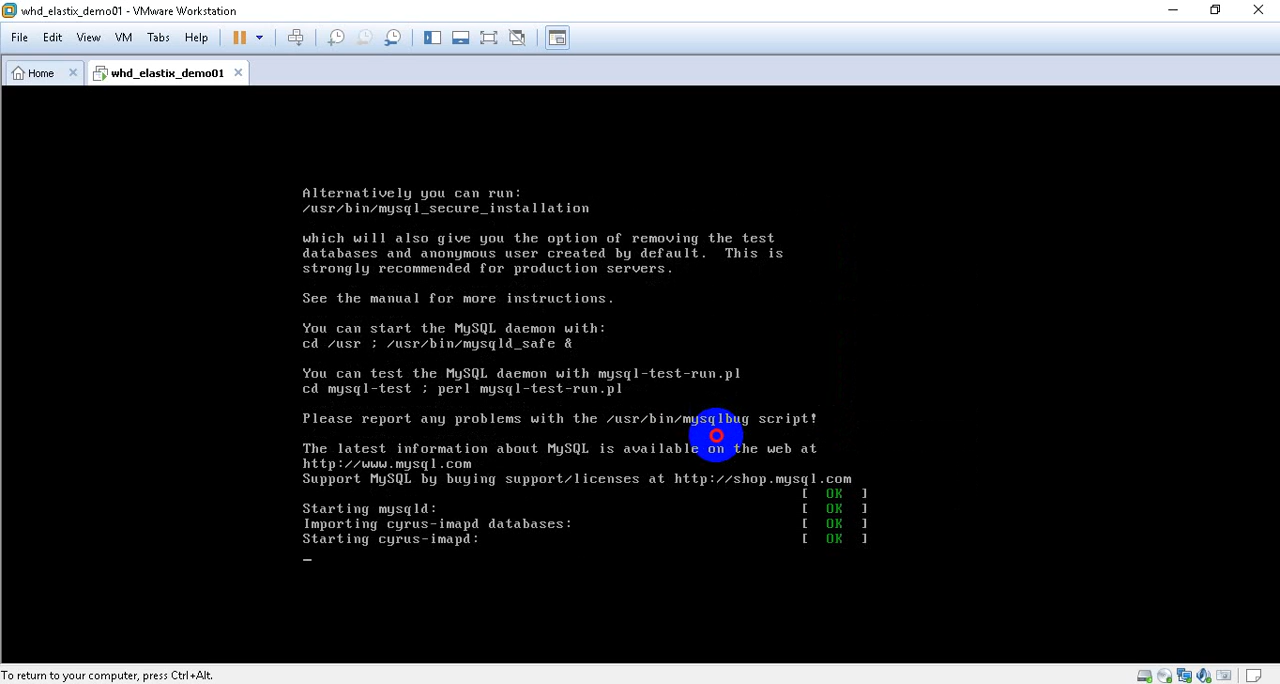 whd_elastix_demo01 - VMware Workstation
File Edit View VM Tabs Help
Home whd_elastix_demo01
Alternatively you can run:
/usr/bin/mysql_secure_installation
which will also give you the option of removing the test
databases and anonymous user created by default. This is
strongly recommended for production servers.
See the manual for more instructions.
You can start the MySQL daemon with:
cd /usr ; /usr/bin/mysqld_safe &
You can test the MySQL daemon with mysql-test-run.pl
cd mysql-test ; perl mysql-test-run.pl
Please report any problems with the /usr/bin/mysqlbug script!
The latest information about MySQL is available on the web at
http://www.mysql.com
Support MySQL by buying support/licenses at http://shop.mysql.com
[ OK ]
Starting mysqld: [ OK ]
Importing cyrus-imapd databases: [ OK ]
Starting cyrus-imapd: [ OK ]
_
To return to your computer, press Ctrl+Alt.